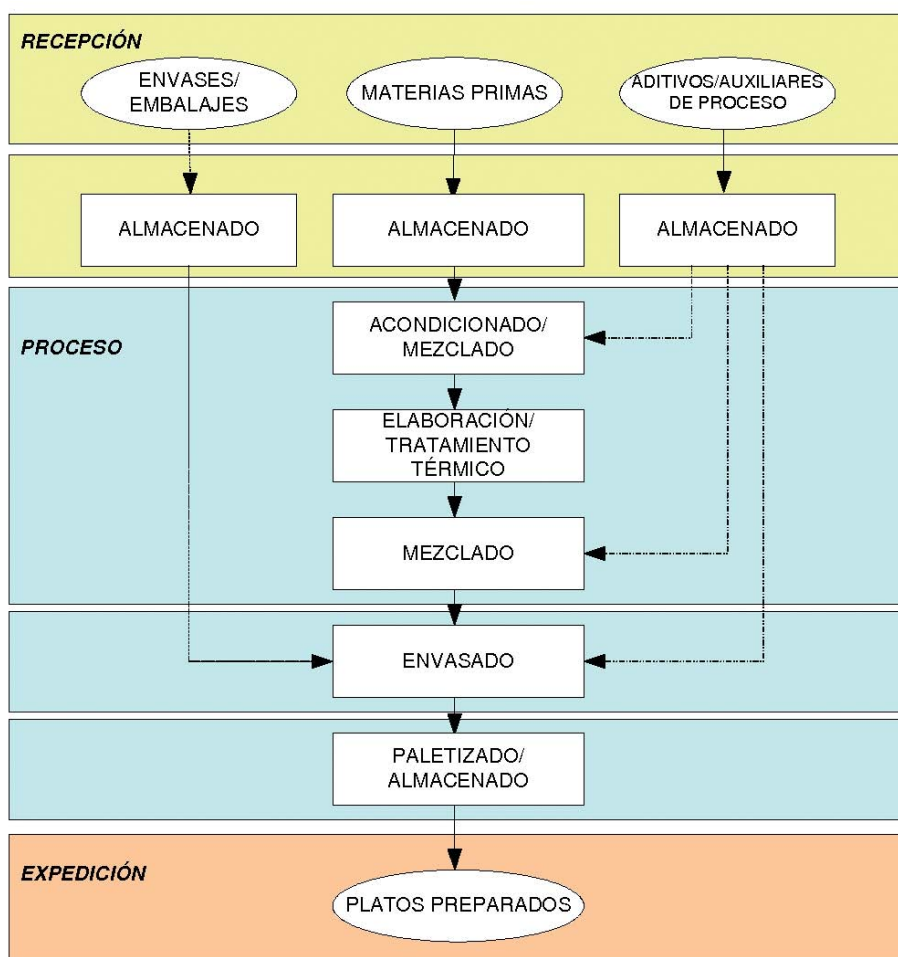 RECEPCIÓN
ENVASES/
EMBALAJES
MATERIAS PRIMAS
ADITIVOS/AUXILIARES
DE PROCESO
ALMACENADO
ALMACENADO
ALMACENADO
PROCESO
ACONDICIONADO/
MEZCLADO
ELABORACIÓN/
TRATAMIENTO
TÉRMICO
MEZCLADO
ENVASADO
PALETIZADO/
ALMACENADO
EXPEDICIÓN
PLATOS PREPARADOS